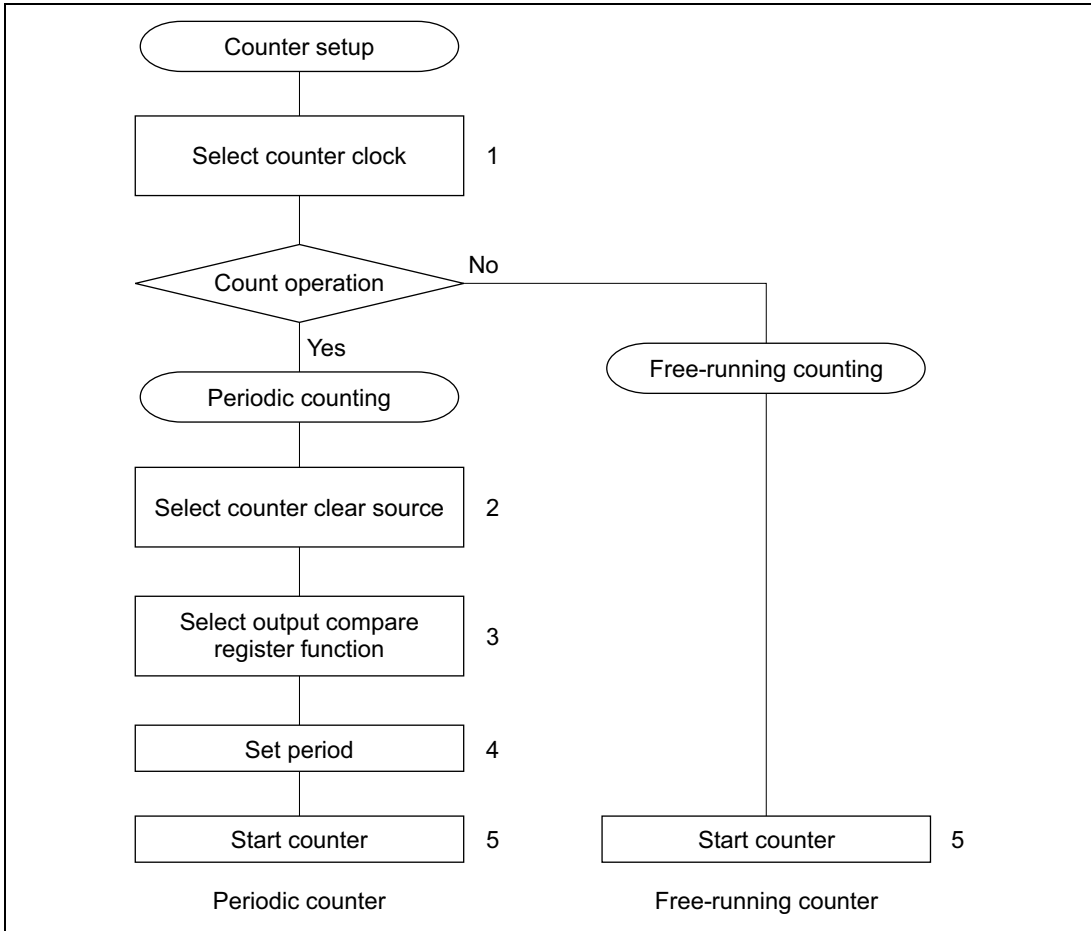 Counter setup
Select counter clock
1
Count operation
No
Yes
Periodic counting
Free-running counting
Select counter clear source
2
Select output compare
register function
3
Set period
4
Start counter
5
Start counter
5
Periodic counter
Free-running counter